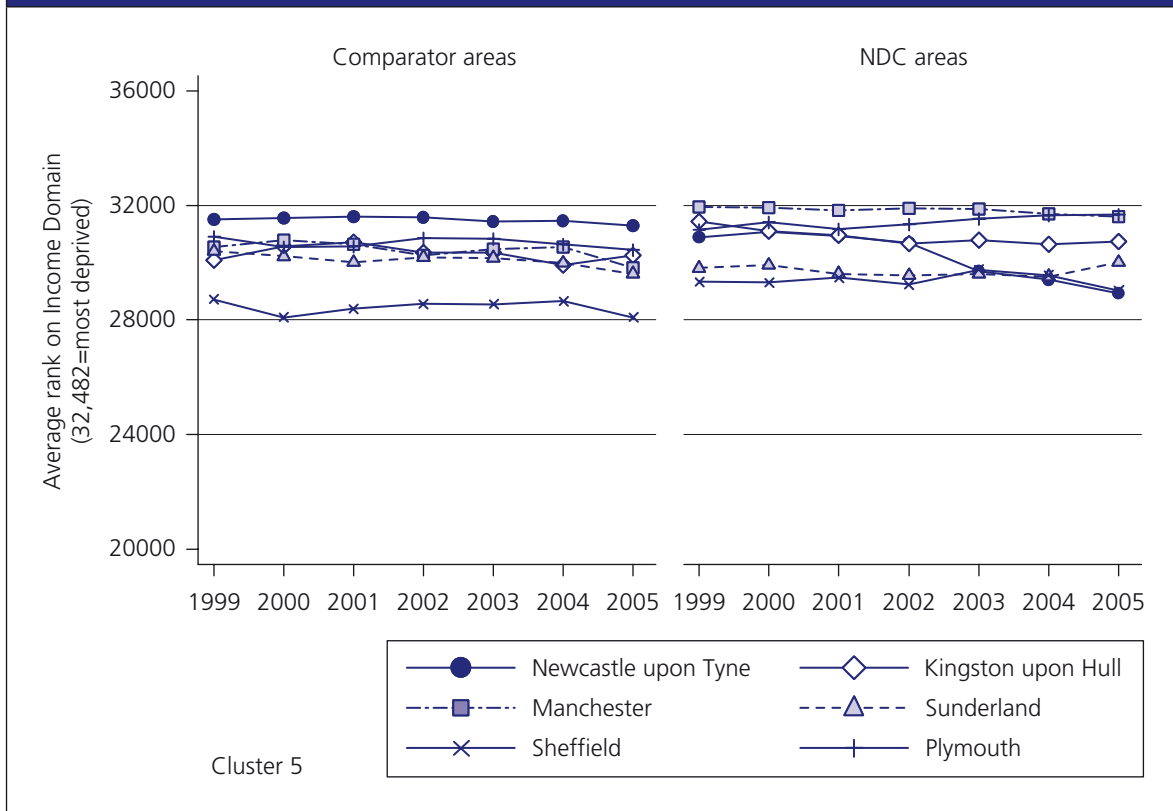 Comparator areas
NDC areas
Average rank on Income Domain
(32,482=most deprived)
36000
32000
28000
24000
20000
1999 2000 2001 2002 2003 2004 2005
1999 2000 2001 2002 2003 2004 2005
Newcastle upon Tyne
Kingston upon Hull
Manchester
Sunderland
Sheffield
Plymouth
Cluster 5